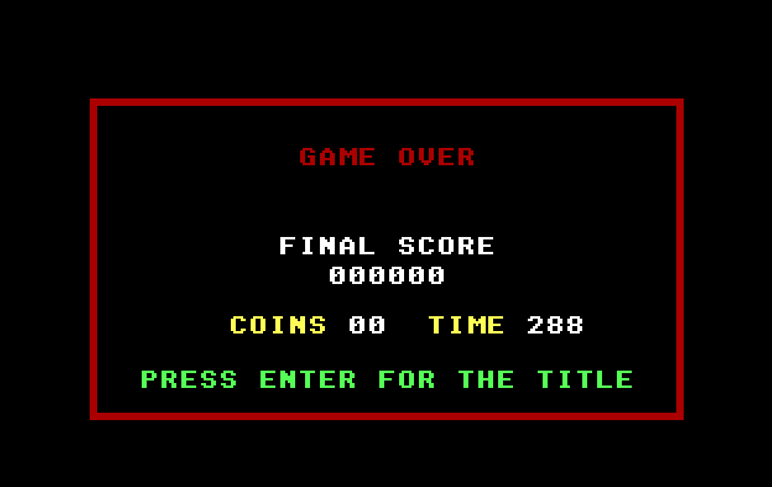 GAME OVER
FINAL SCORE
000000
COINS 00 TIME 288
PRESS ENTER FOR THE TITLE